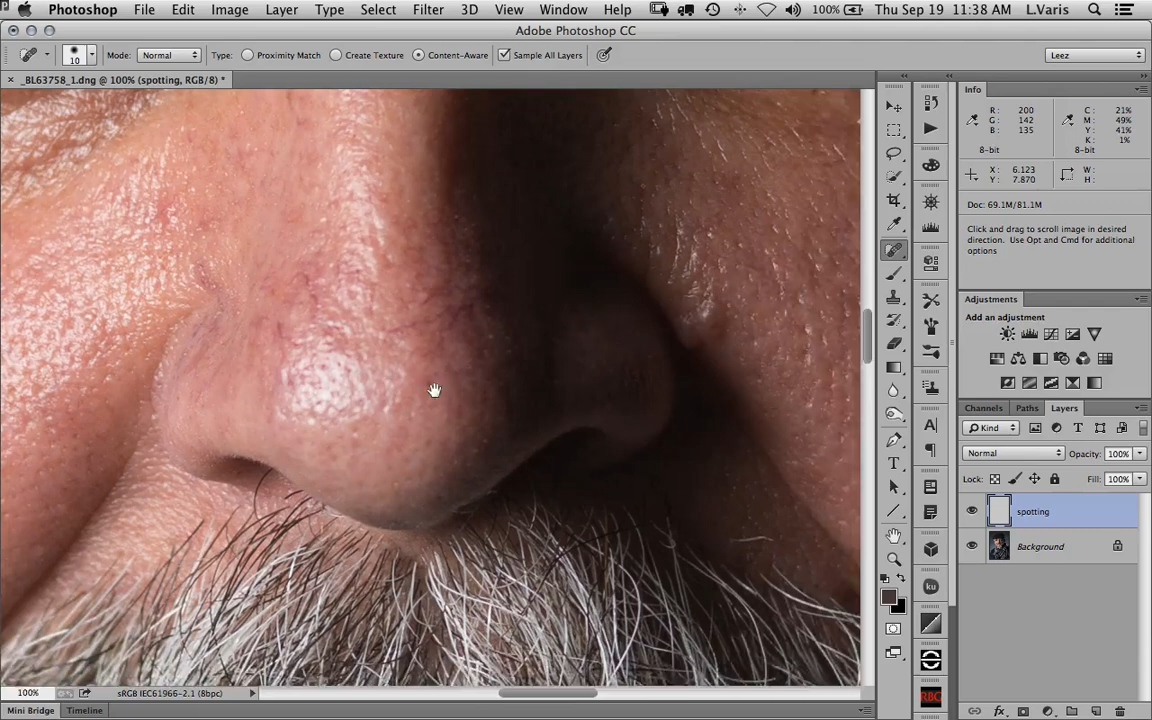 Photoshop File Edit Image Layer Type Select Filter 3D View Window Help 100% Thu Sep 19 11:38 AM L.Varis
Adobe Photoshop CC
10 Mode: Normal Type: Proximity Match Create Texture Content-Aware Sample All Layers Leez
× _BL63758_1.dng @ 100% (spotting, RGB/8) *
Info
R: 200 C: 21%
G: 142 M: 49%
B: 135 Y: 41%
K: 1%
8-bit 8-bit
X: 6.123 W:
Y: 7.870 H:
Doc: 69.1M/81.1M
Click and drag to scroll image in desired
direction. Use Opt and Cmd for additional
options
Adjustments
Add an adjustment
Channels Paths Layers
Kind
Normal Opacity: 100%
Lock: Fill: 100%
spotting
Background
A
T
ku
RBG
100% sRGB IEC61966-2.1 (8bpc)
Mini Bridge Timeline
fx